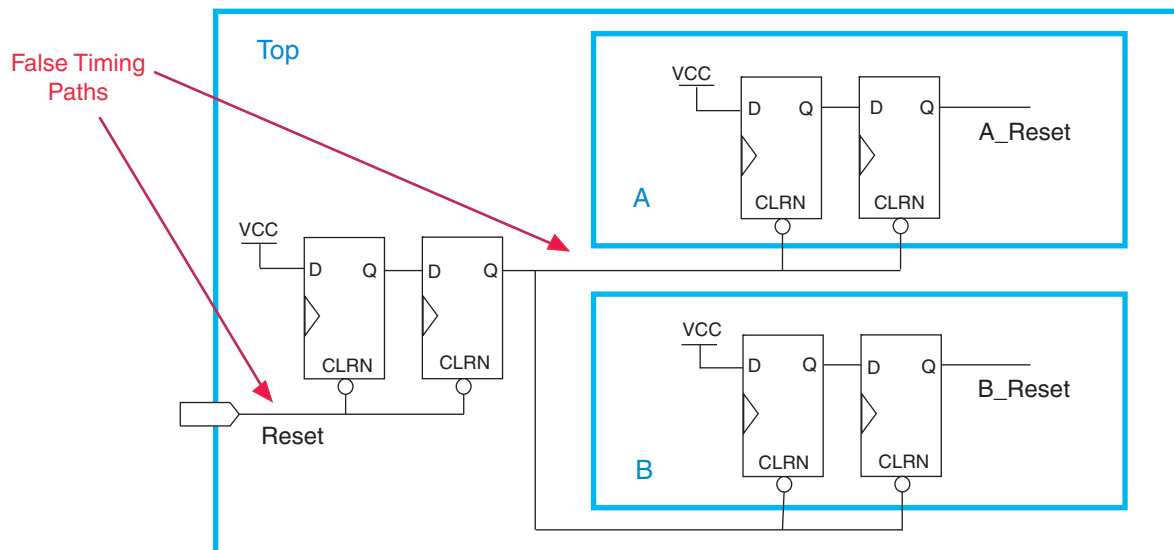 Top
False Timing
Paths
VCC
D Q D Q
A_Reset
A
CLRN CLRN
VCC
D Q D Q
CLRN CLRN
Reset
VCC
D Q D Q
B_Reset
B
CLRN CLRN